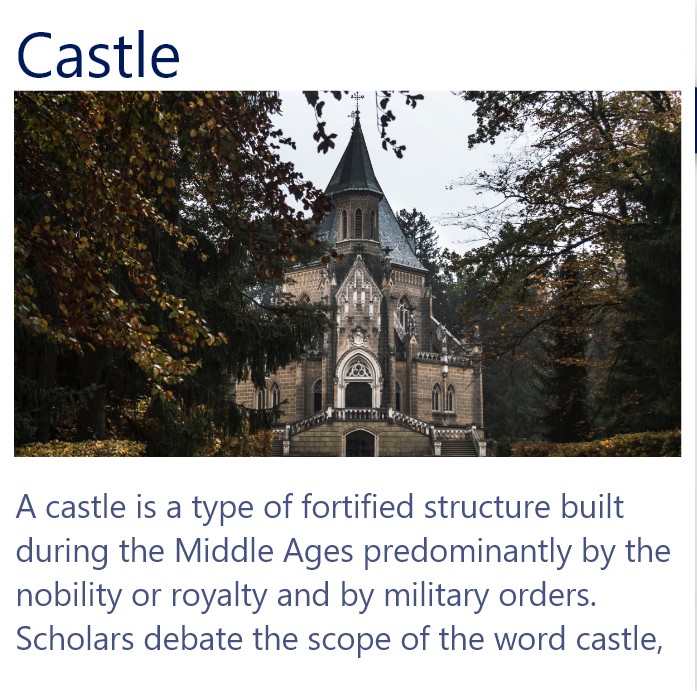 Castle
A castle is a type of fortified structure built
during the Middle Ages predominantly by the
nobility or royalty and by military orders.
Scholars debate the scope of the word castle,